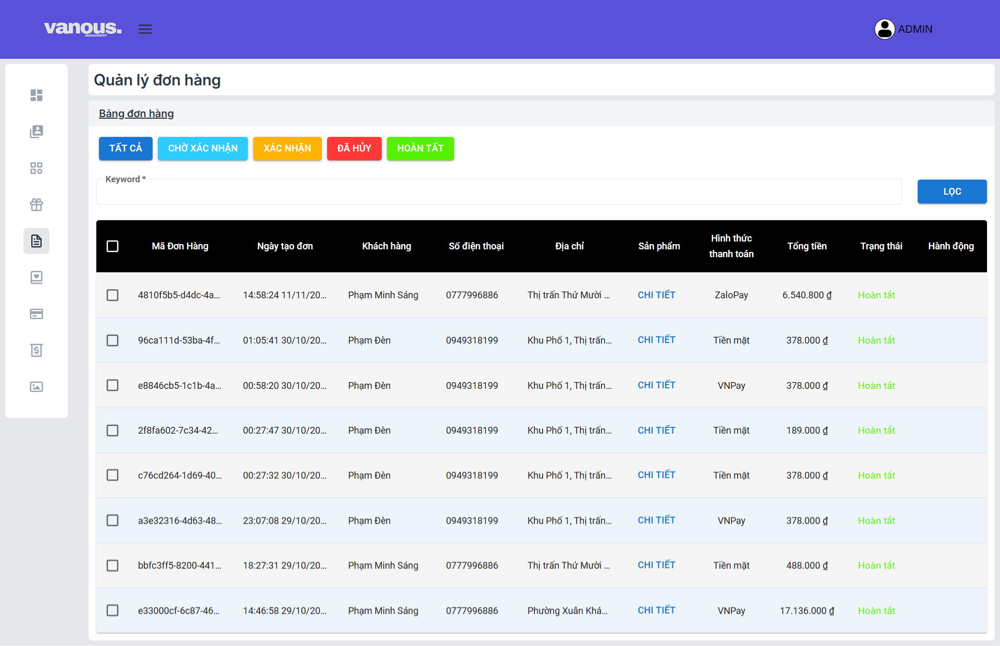 vanous.
MANAGEMENT
ADMIN
Quản lý đơn hàng
Bảng đơn hàng
TẤT CẢ
CHỜ XÁC NHẬN
XÁC NHẬN
ĐÃ HỦY
HOÀN TẤT
Keyword *
LỌC
Mã Đơn Hàng Ngày tạo đơn Khách hàng Số điện thoại Địa chỉ Sản phẩm Hình thức thanh toán Tổng tiền Trạng thái Hành động
4810f5b5-d4dc-4a... 14:58:24 11/11/20... Phạm Minh Sáng 0777996886 Thị trấn Thứ Mười ... CHI TIẾT ZaloPay 6.540.800 ₫ Hoàn tất
96ca111d-53ba-4f... 01:05:41 30/10/20... Phạm Đèn 0949318199 Khu Phố 1, Thị trấn... CHI TIẾT Tiền mặt 378.000 ₫ Hoàn tất
e8846cb5-1c1b-4a... 00:58:20 30/10/20... Phạm Đèn 0949318199 Khu Phố 1, Thị trấn... CHI TIẾT VNPay 378.000 ₫ Hoàn tất
2f8fa602-7c34-42... 00:27:47 30/10/20... Phạm Đèn 0949318199 Khu Phố 1, Thị trấn... CHI TIẾT Tiền mặt 189.000 ₫ Hoàn tất
c76cd264-1d69-40... 00:27:32 30/10/20... Phạm Đèn 0949318199 Khu Phố 1, Thị trấn... CHI TIẾT Tiền mặt 378.000 ₫ Hoàn tất
a3e32316-4d63-48... 23:07:08 29/10/20... Phạm Đèn 0949318199 Khu Phố 1, Thị trấn... CHI TIẾT VNPay 378.000 ₫ Hoàn tất
bbfc3ff5-8200-441... 18:27:31 29/10/20... Phạm Minh Sáng 0777996886 Thị trấn Thứ Mười ... CHI TIẾT Tiền mặt 488.000 ₫ Hoàn tất
e33000cf-6c87-46... 14:46:58 29/10/20... Phạm Minh Sáng 0777996886 Phường Xuân Khá... CHI TIẾT VNPay 17.136.000 ₫ Hoàn tất